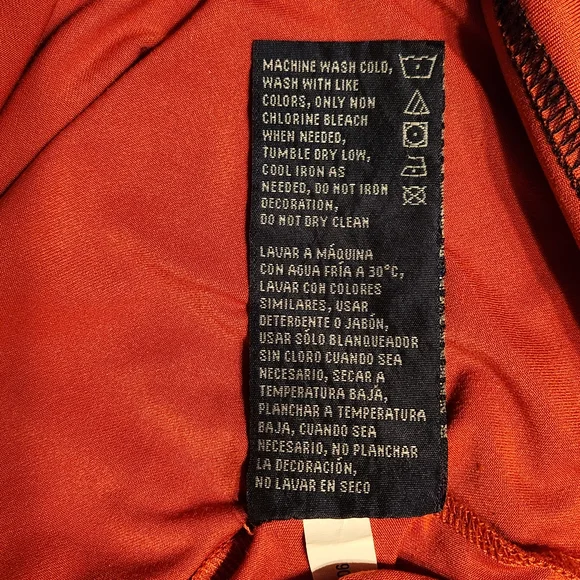 MACHINE WASH COLD,
WASH WITH LIKE
COLORS, ONLY NON
CHLORINE BLEACH
WHEN NEEDED,
TUMBLE DRY LOW,
COOL IRON AS
NEEDED, DO NOT IRON
DECORATION,
DO NOT DRY CLEAN
LAVAR A MÁQUINA
CON AGUA FRÍA A 30°C,
LAVAR CON COLORES
SIMILARES, USAR
DETERGENTE O JABÓN,
USAR SÓLO BLANQUEADOR
SIN CLORO CUANDO SEA
NECESARIO, SECAR A
TEMPERATURA BAJA,
PLANCHAR A TEMPERATURA
BAJA, CUANDO SEA
NECESARIO, NO PLANCHAR
LA DECORACIÓN,
NO LAVAR EN SECO